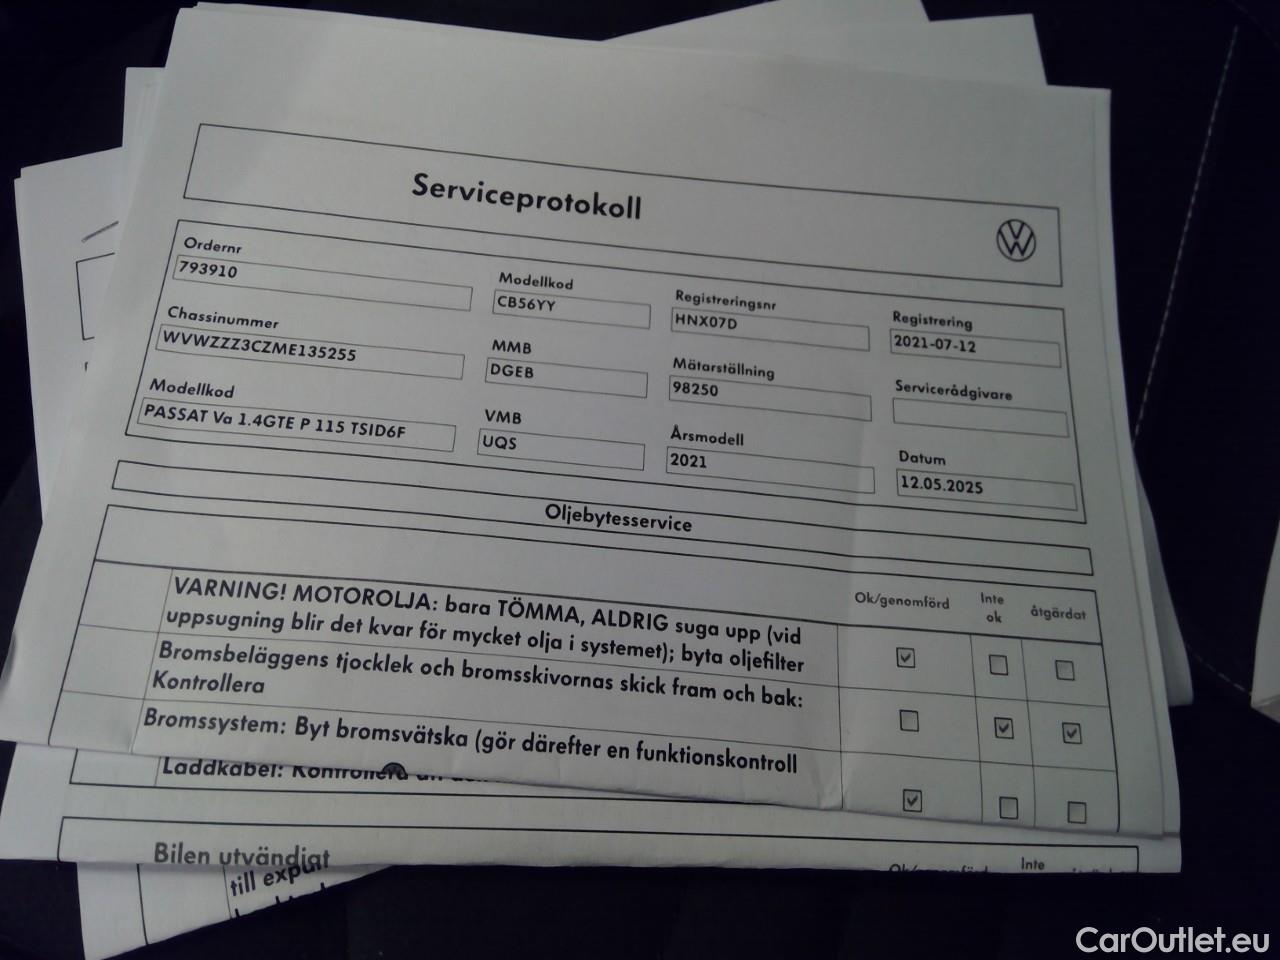 Serviceprotokoll
Ordernr
793910
Modellkod
CB56YY
Registreringsnr
HNX07D
Registrering
2021-07-12
Chassinummer
WVWZZZ3CZME135255
MMB
DGEB
Mätarställning
98250
Servicerådgivare
Modellkod
PASSAT Va 1.4GTE P 115 TSID6F
VMB
UQS
Årsmodell
2021
Datum
12.05.2025
Oljebytesservice
Ok/genomförd
Inte
ok
åtgärdat
VARNING! MOTOROLJA: bara TÖMMA, ALDRIG suga upp (vid
uppsugning blir det kvar för mycket olja i systemet); byta oljefilter
Bromsbeläggens tjocklek och bromsskivornas skick fram och bak:
Kontrollera
Bromssystem: Byt bromsvätska (gör därefter en funktionskontroll
Laddkabel: Kontrollera
Bilen utvändigt
Inte
till
CarOutlet.eu